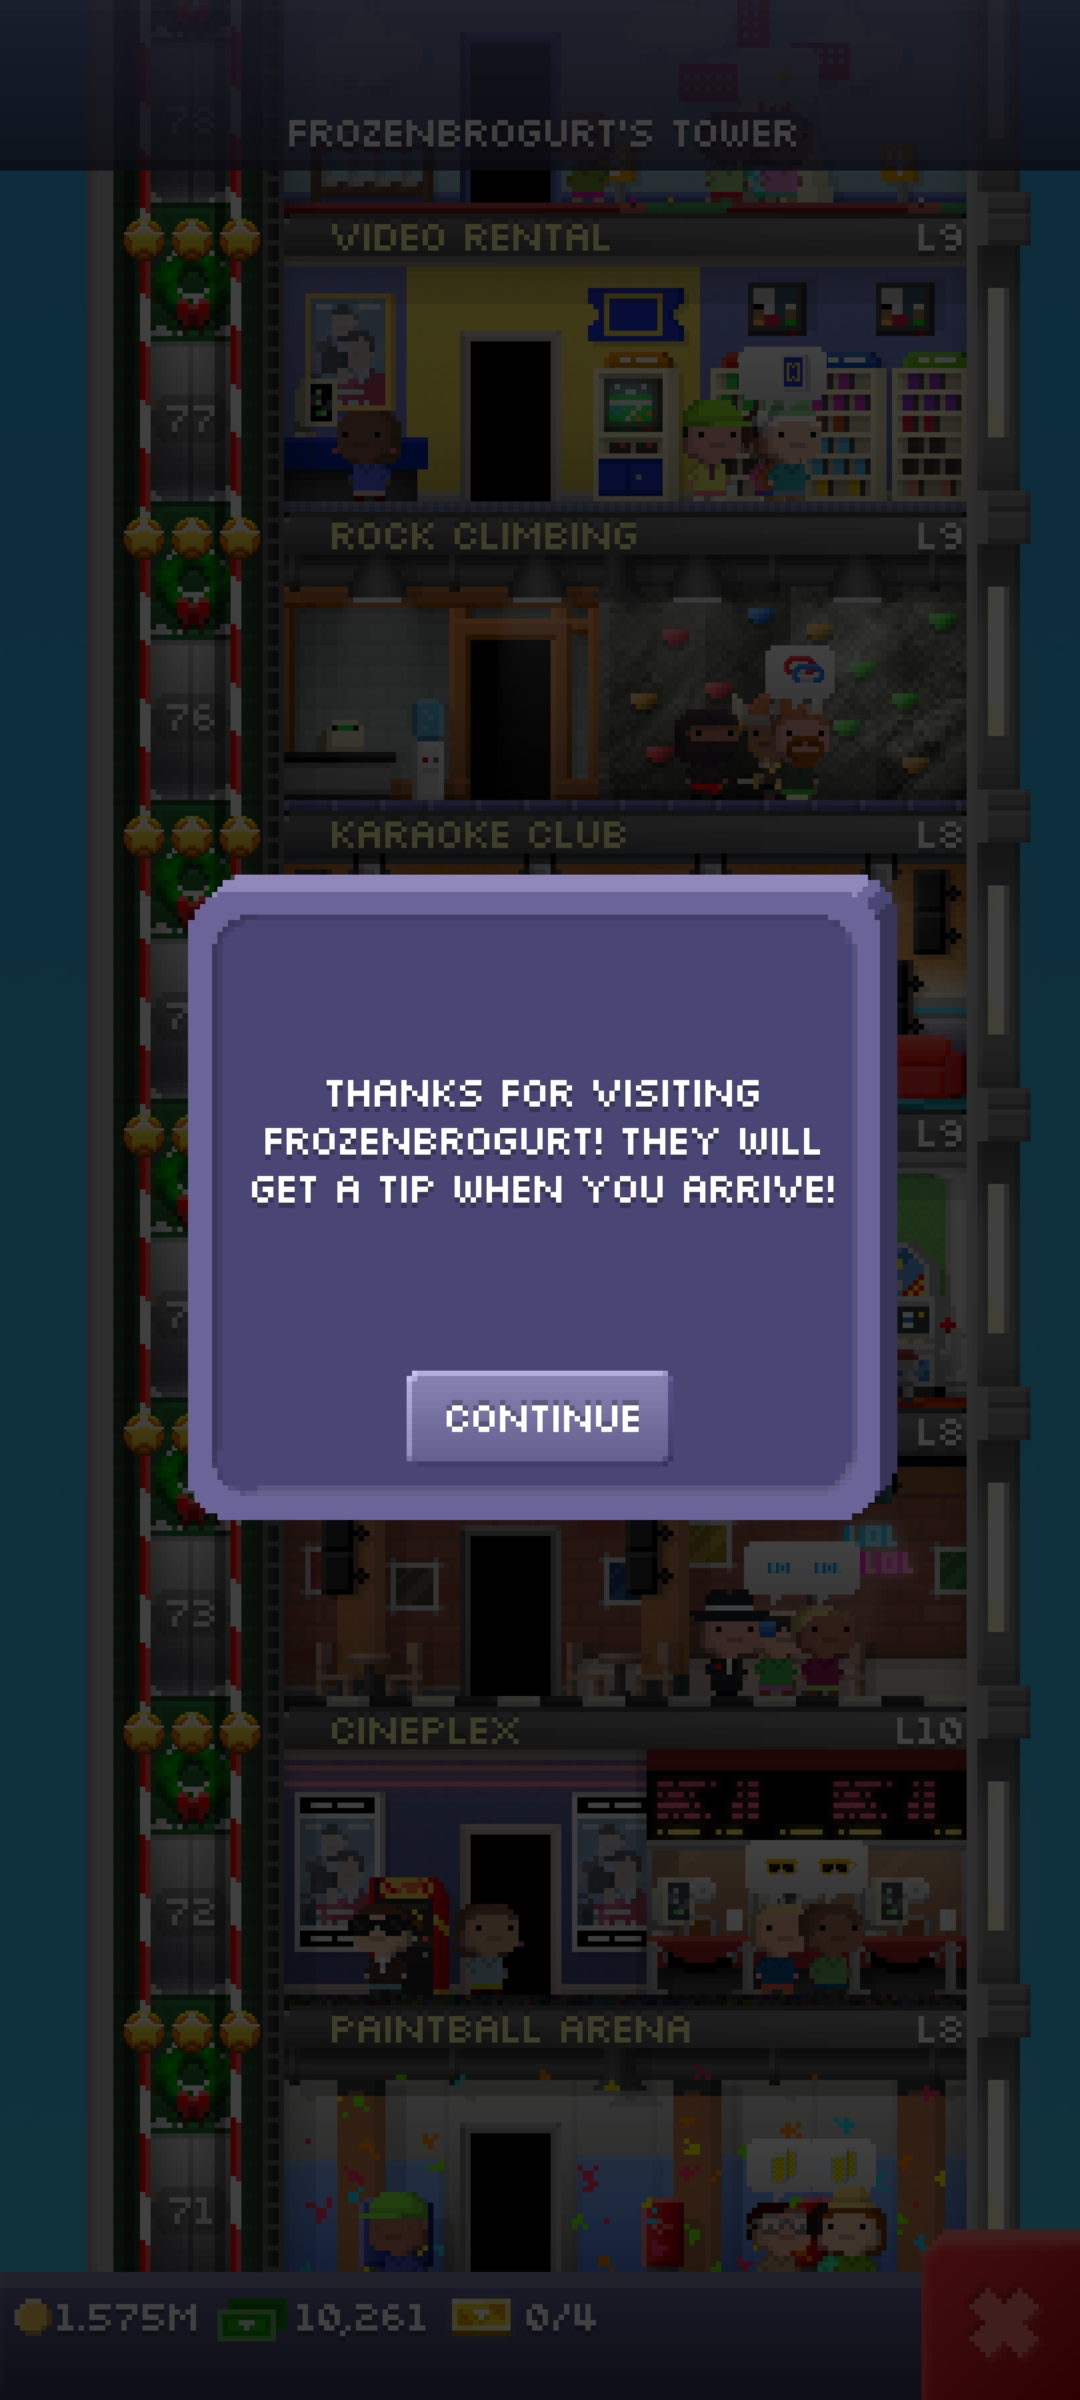 FROZENBROGURT'S TOWER
78
VIDEO RENTAL L9
77
ROCK CLIMBING L9
76
KARAOKE CLUB L8
L9
THANKS FOR VISITING
FROZENBROGURT! THEY WILL
GET A TIP WHEN YOU ARRIVE!
CONTINUE
L8
LOL
LOL
73
CINEPLEX L10
72
PAINTBALL ARENA L8
71
1.575M 10,261 0/4